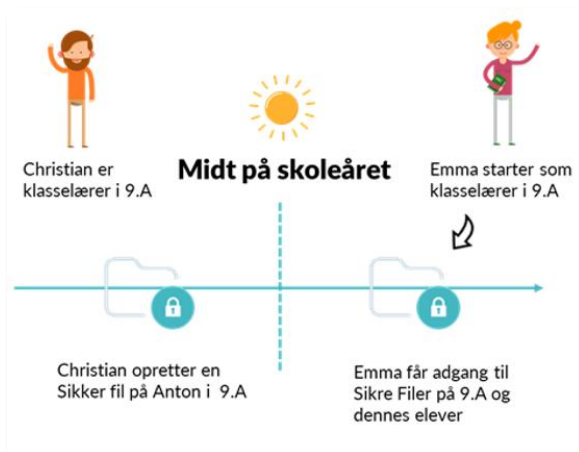 Christian er
klasselærer i 9.A
Midt på skoleåret
Emma starter som
klasselærer i 9.A
Christian opretter en
Sikker fil på Anton i 9.A
Emma får adgang til
Sikre Filer på 9.A og
dennes elever